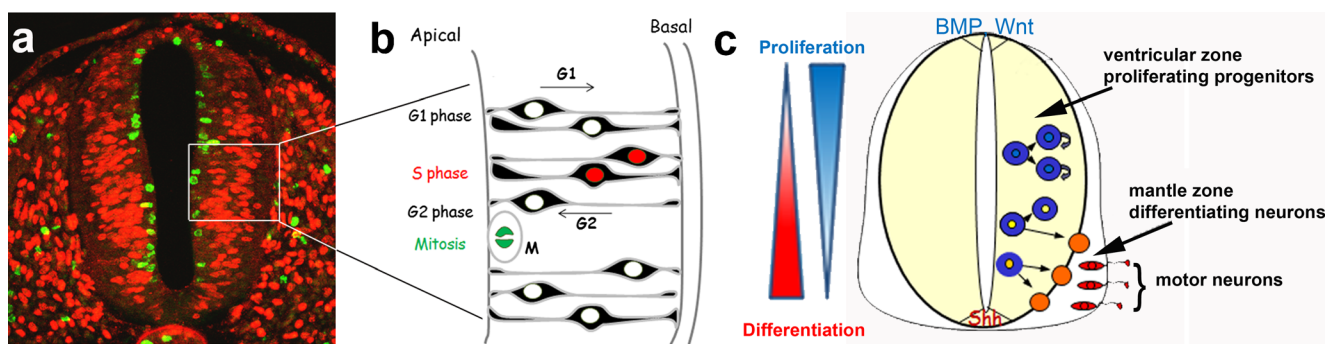 a
b
Apical
Basal
G1
G1 phase
S phase
G2 phase
G2
Mitosis
M
c
BMP Wnt
Proliferation
ventricular zone
proliferating progenitors
mantle zone
differentiating neurons
motor neurons
Shh
Differentiation